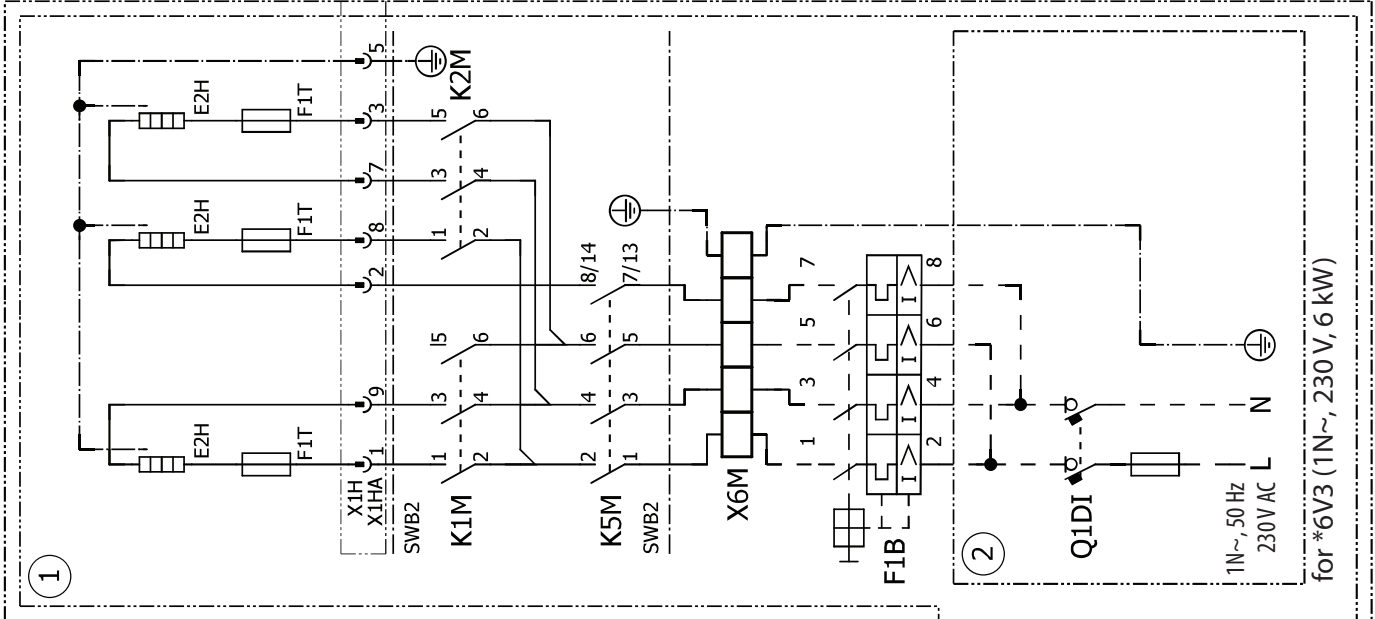 1
E2H
F1T
E2H
F1T
E2H
F1T
X1H
X1HA
1
9
2
8
7
3
5
SWB2
K1M
1
3
15
2
4
6
K2M
1
3
5
2
4
6
K5M
2
4
6
8/14
1
3
5
7/13
SWB2
X6M
1
3
5
7
F1B
I>
I>
I>
I>
2
4
6
8
2
Q1DI
1N~, 50 Hz
230 V AC
L
N
for *6V3 (1N~, 230 V, 6 kW)